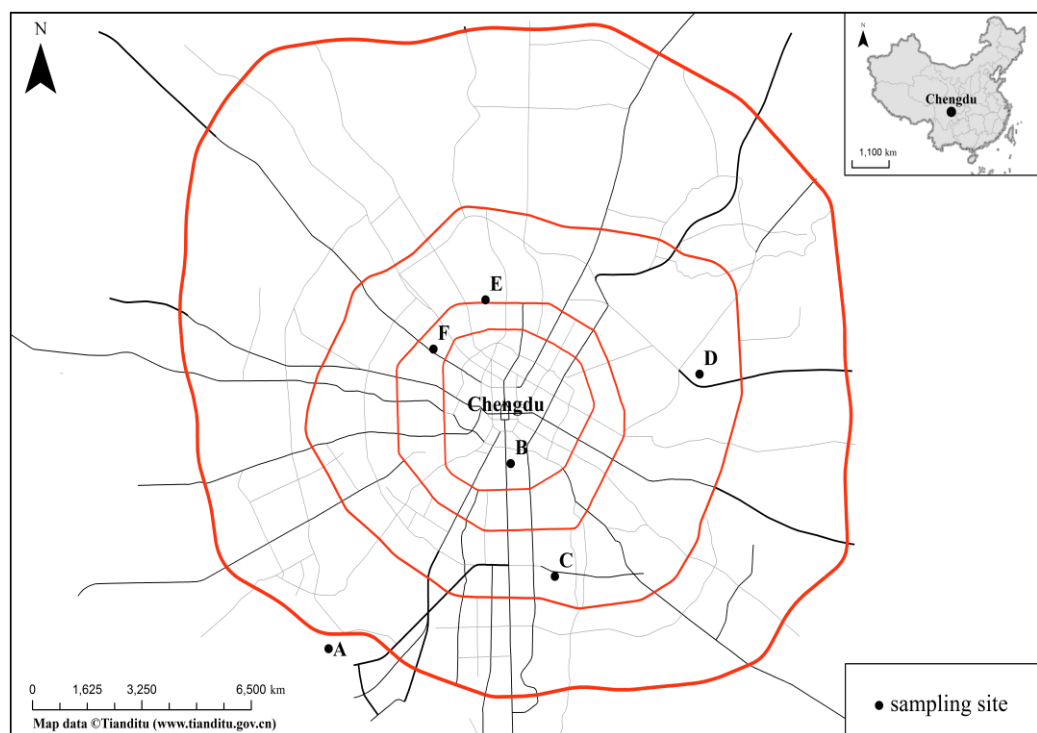 N
N
Chengdu
1,100 km
E
F
D
Chengdu
B
C
A
0 1,625 3,250 6,500 km
Map data ©Tianditu (www.tianditu.gov.cn)
sampling site